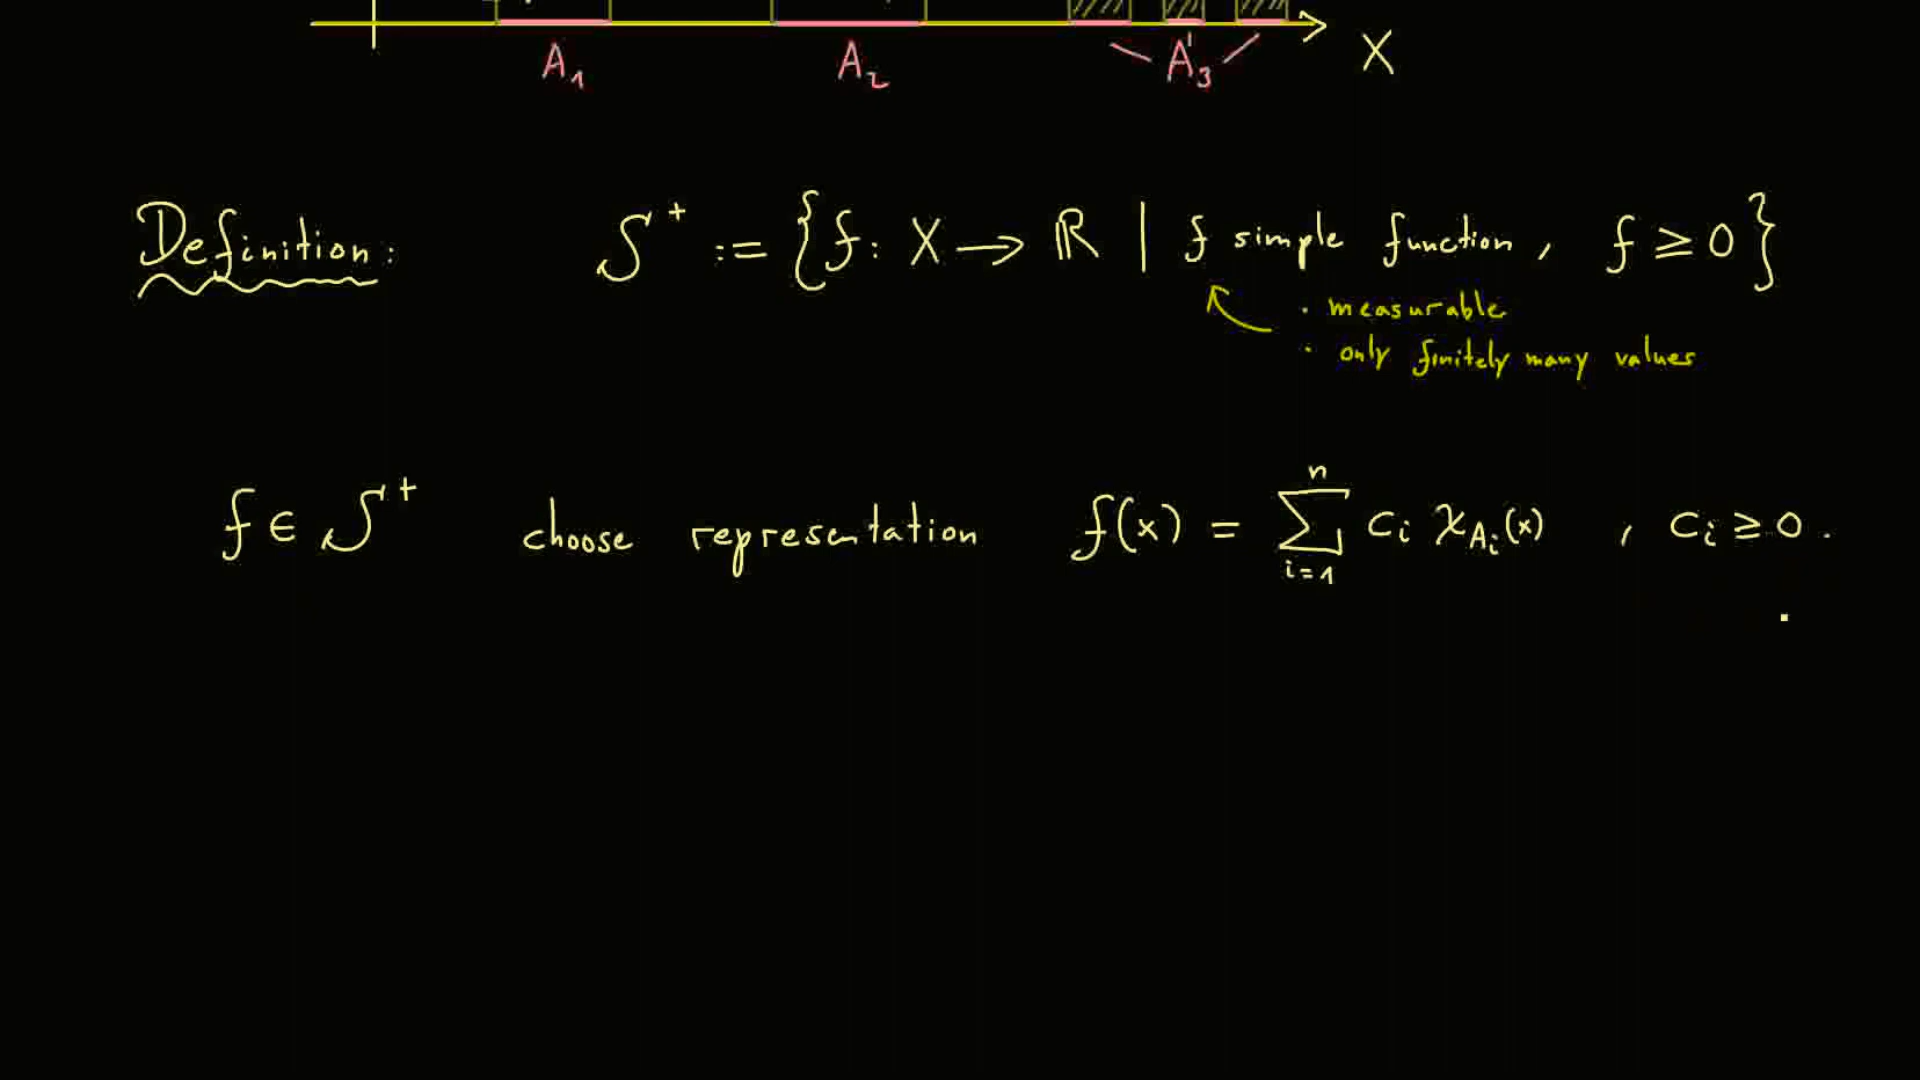 A₁ A₂ A₃ X
Definition: S⁺ := {f: X → ℝ | f simple function, f ≥ 0}
· measurable
· only finitely many values
f ∈ S⁺ choose representation f(x) = ∑ᵢ₌₁ⁿ cᵢ χ_{Aᵢ}(x) , cᵢ ≥ 0 .